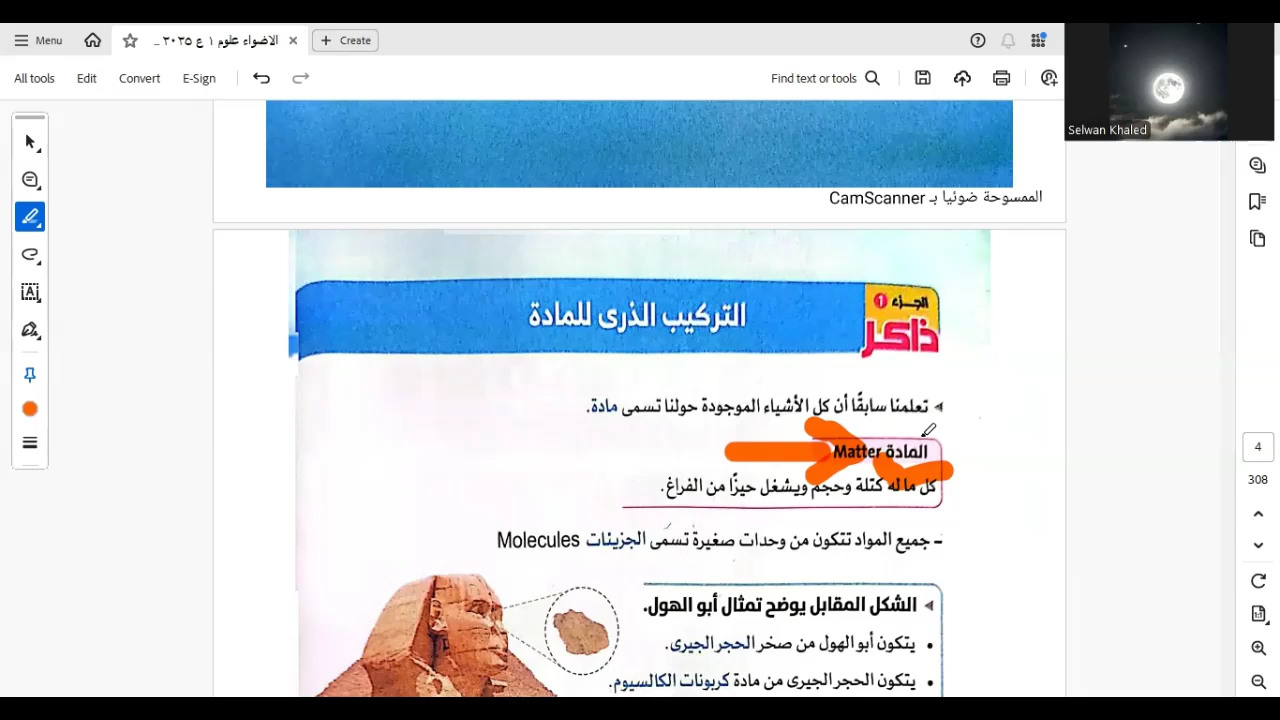 Menu
الاضواء علوم ١ ع ٢٠٢٥ ...
Create
All tools
Edit
Convert
E-Sign
Find text or tools
Selwan Khaled
الممسوحة ضوئيا بـ CamScanner
الجزء 1
ذاكر
التركيب الذرى للمادة
تعلمنا سابقًا أن كل الأشياء الموجودة حولنا تسمى مادة.
المادة Matter
كل ما له كتلة وحجم ويشغل حيزًا من الفراغ.
- جميع المواد تتكون من وحدات صغيرة تسمى الجزيئات Molecules
الشكل المقابل يوضح تمثال أبو الهول.
• يتكون أبو الهول من صخر الحجر الجيرى.
• يتكون الحجر الجيرى من مادة كربونات الكالسيوم.
4
308